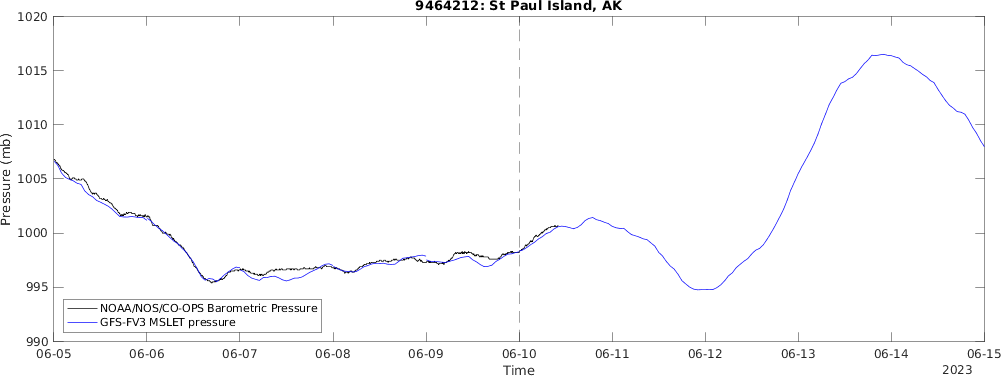 9464212: St Paul Island, AK
1020
1015
1010
1005
1000
995
990
Pressure (mb)
NOAA/NOS/CO-OPS Barometric Pressure
GFS-FV3 MSLET pressure
06-05 06-06 06-07 06-08 06-09 06-10 06-11 06-12 06-13 06-14 06-15
Time
2023